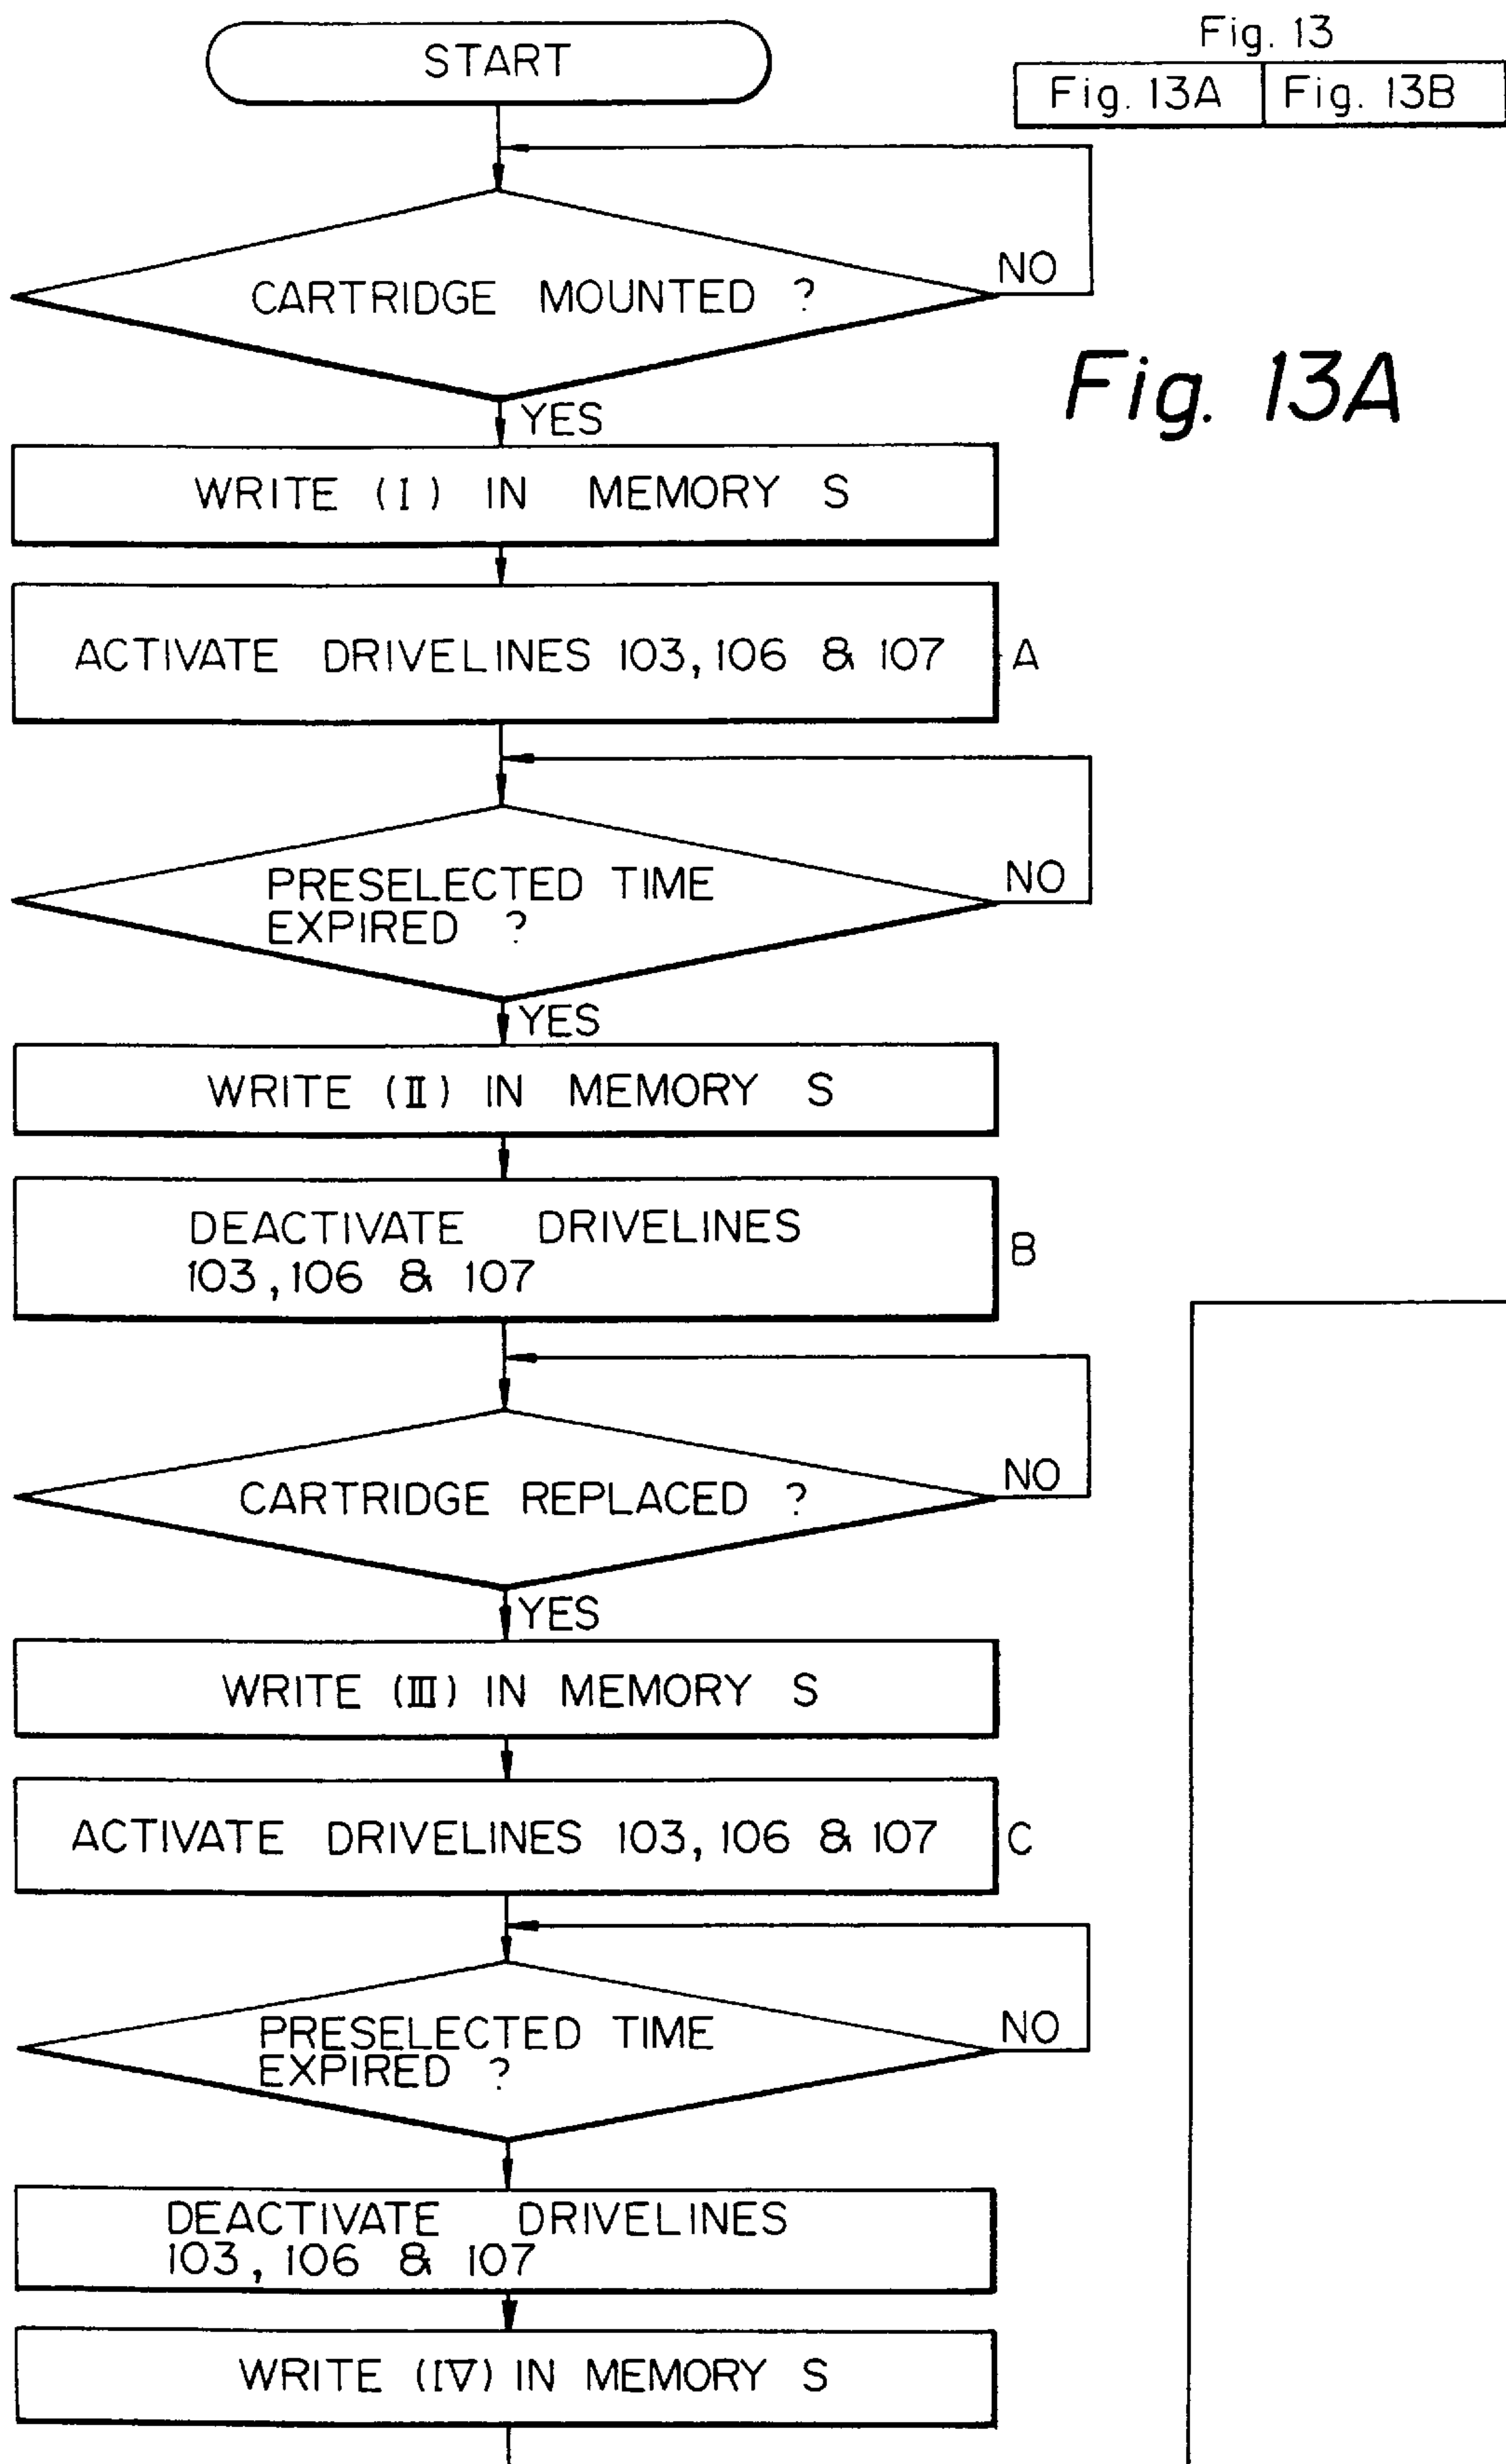 START
Fig. 13
Fig. 13A
Fig. 13B
CARTRIDGE MOUNTED ?
NO
Fig. 13A
YES
WRITE (I) IN MEMORY S
ACTIVATE DRIVELINES 103, 106 & 107
A
PRESELECTED TIME
EXPIRED ?
NO
YES
WRITE (II) IN MEMORY S
DEACTIVATE DRIVELINES
103, 106 & 107
B
CARTRIDGE REPLACED ?
NO
YES
WRITE (III) IN MEMORY S
ACTIVATE DRIVELINES 103, 106 & 107
C
PRESELECTED TIME
EXPIRED ?
NO
DEACTIVATE DRIVELINES
103, 106 & 107
WRITE (IV) IN MEMORY S